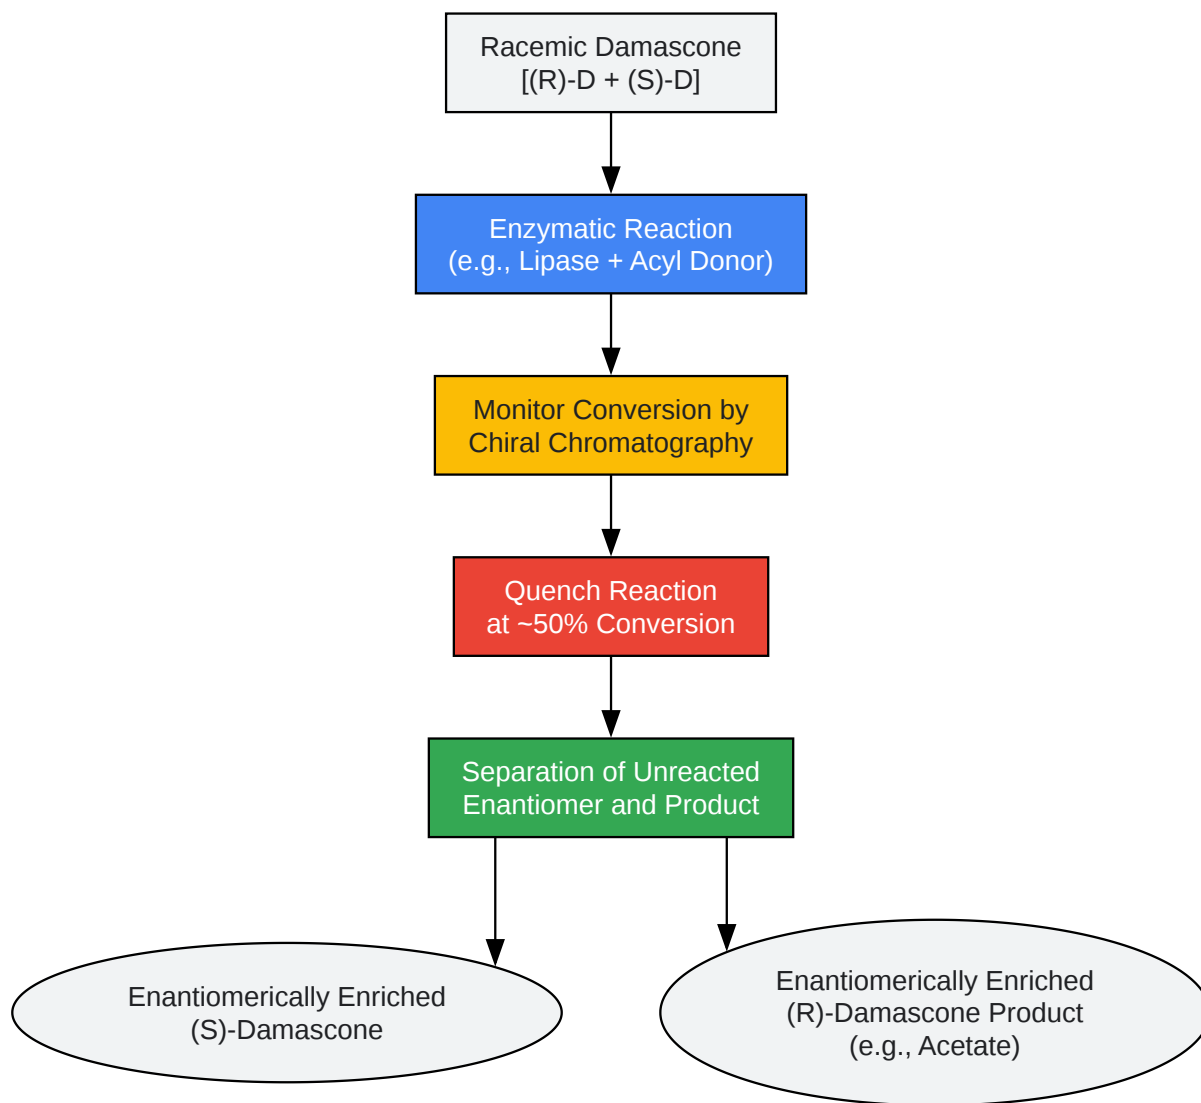 Racemic Damascone
[(R)-D + (S)-D]
Enzymatic Reaction
(e.g., Lipase + Acyl Donor)
Monitor Conversion by
Chiral Chromatography
Quench Reaction
at ~50% Conversion
Separation of Unreacted
Enantiomer and Product
Enantiomerically Enriched
(S)-Damascone
Enantiomerically Enriched
(R)-Damascone Product
(e.g., Acetate)